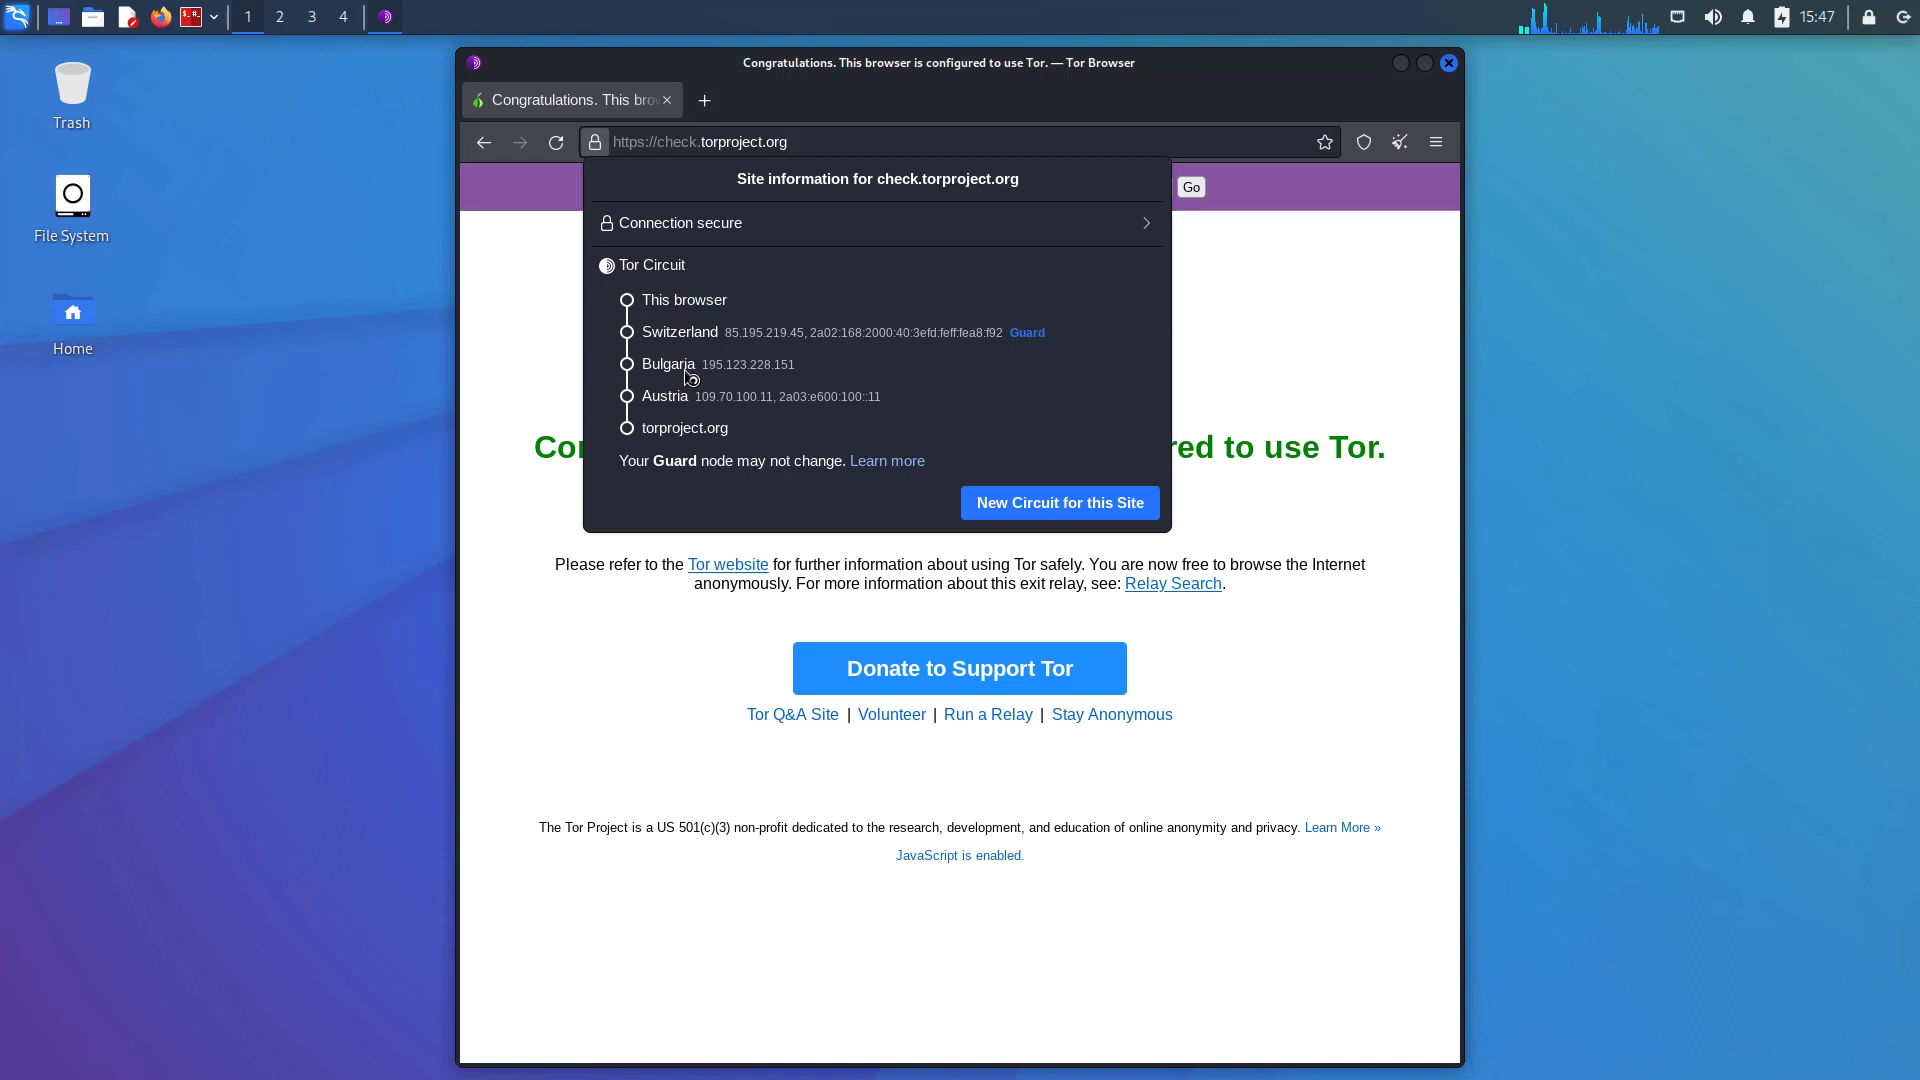 1 2 3 4
15:47
Trash
File System
Home
Congratulations. This browser is configured to use Tor. — Tor Browser
Congratulations. This bro
https://check.torproject.org
Go
Site information for check.torproject.org
Connection secure
Tor Circuit
This browser
Switzerland 85.195.219.45, 2a02:168:2000:40:3efd:feff:fea8:f92 Guard
Bulgaria 195.123.228.151
Austria 109.70.100.11, 2a03:e600:100::11
torproject.org
Your Guard node may not change. Learn more
New Circuit for this Site
Con red to use Tor.
Please refer to the Tor website for further information about using Tor safely. You are now free to browse the Internet
anonymously. For more information about this exit relay, see: Relay Search.
Donate to Support Tor
Tor Q&A Site | Volunteer | Run a Relay | Stay Anonymous
The Tor Project is a US 501(c)(3) non-profit dedicated to the research, development, and education of online anonymity and privacy. Learn More »
JavaScript is enabled.